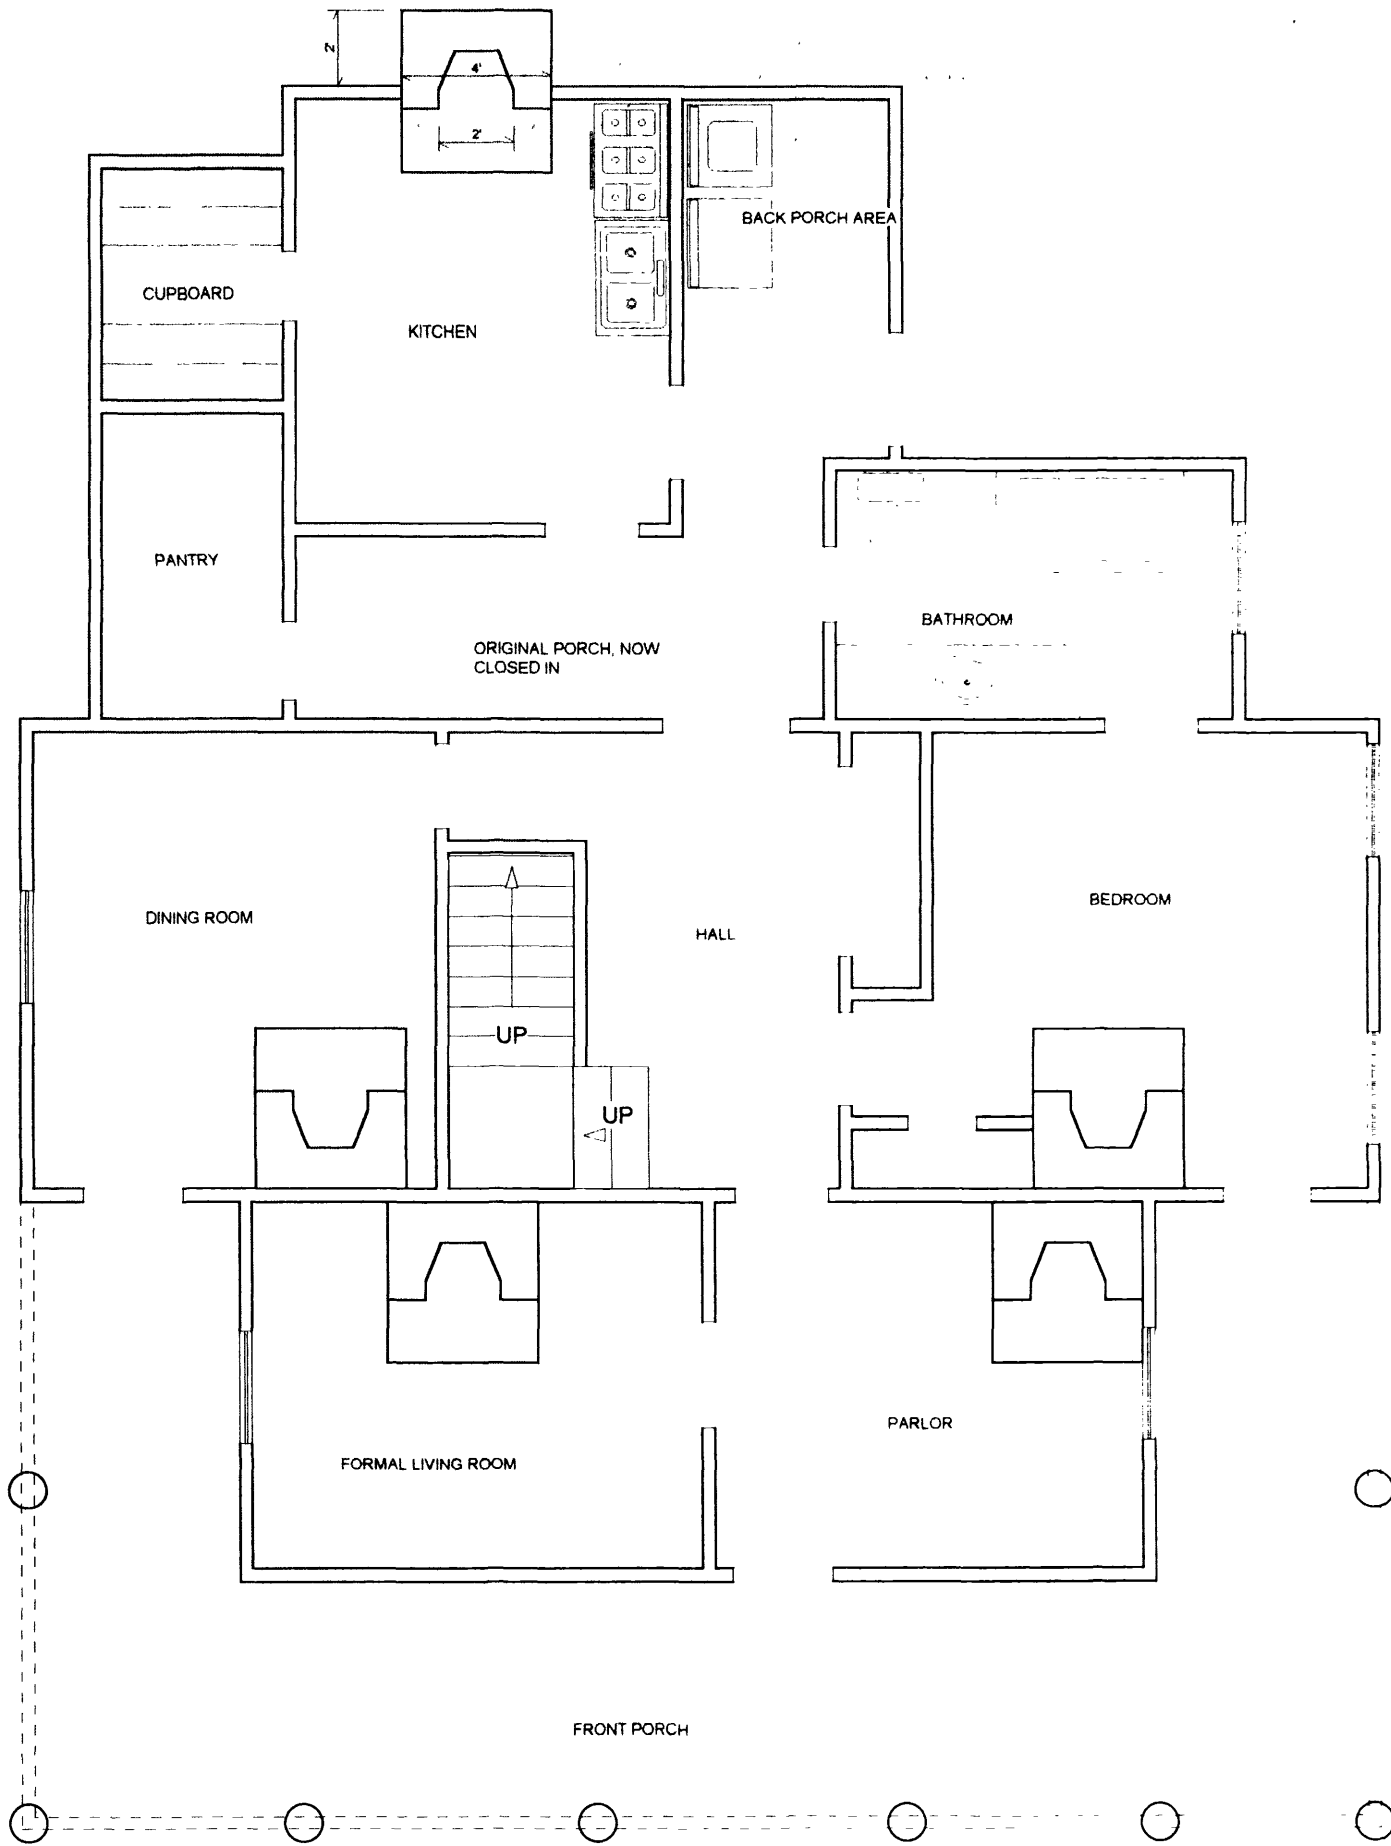 2'
4'
2'
BACK PORCH AREA
CUPBOARD
KITCHEN
PANTRY
BATHROOM
ORIGINAL PORCH, NOW
CLOSED IN
BEDROOM
DINING ROOM
HALL
UP
UP
PARLOR
FORMAL LIVING ROOM
FRONT PORCH